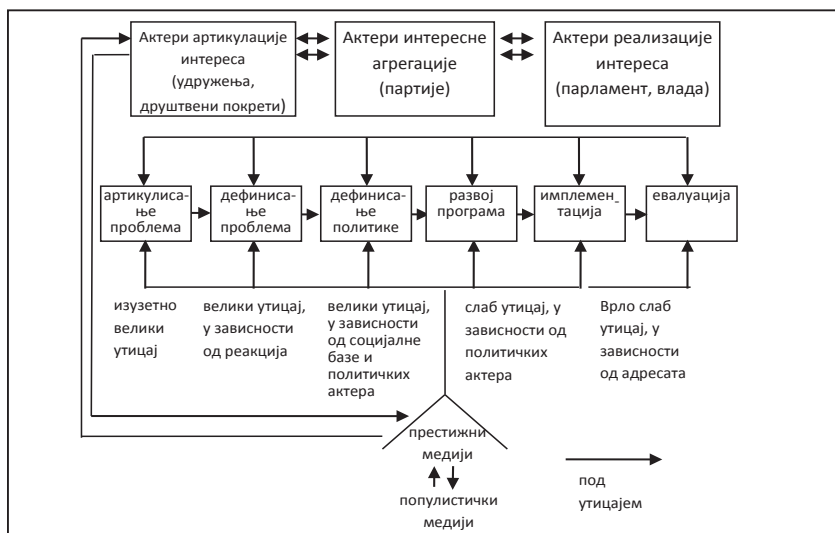 Актери артикулације
интереса
(удружења,
друштвени покрети)
Актери интересне
агрегације
(партије)
Актери реализације
интереса
(парламент, влада)
артикулиса-
ње
проблема
дефиниса-
ње
проблема
дефиниса-
ње
политике
развој
програма
имплемен_
тација
евалуација
изузетно
велики
утицај
велики утицај,
у зависности
од реакција
велики утицај,
у зависности
од социјалне
базе и
политичких
актера
слаб утицај, у
зависности од
политичких
актера
Врло слаб
утицај, у
зависности
од адресата
престижни
медији
популистички
медији
под
утицајем